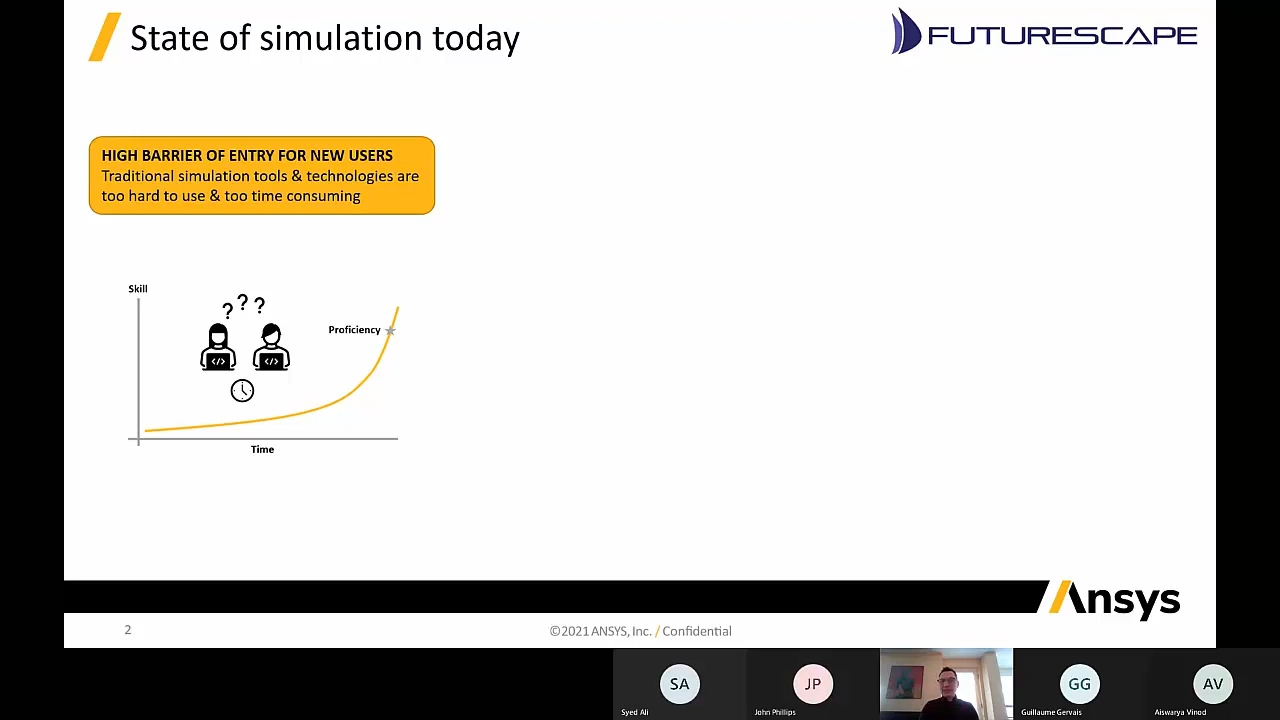 State of simulation today
FUTURESCAPE
HIGH BARRIER OF ENTRY FOR NEW USERS
Traditional simulation tools & technologies are
too hard to use & too time consuming
Skill
? ? ?
Proficiency
</> </>
Time
Ansys
2
©2021 ANSYS, Inc. / Confidential
SA
JP
GG
AV
Syed Ali
John Phillips
Guillaume Gervais
Aiswarya Vinod